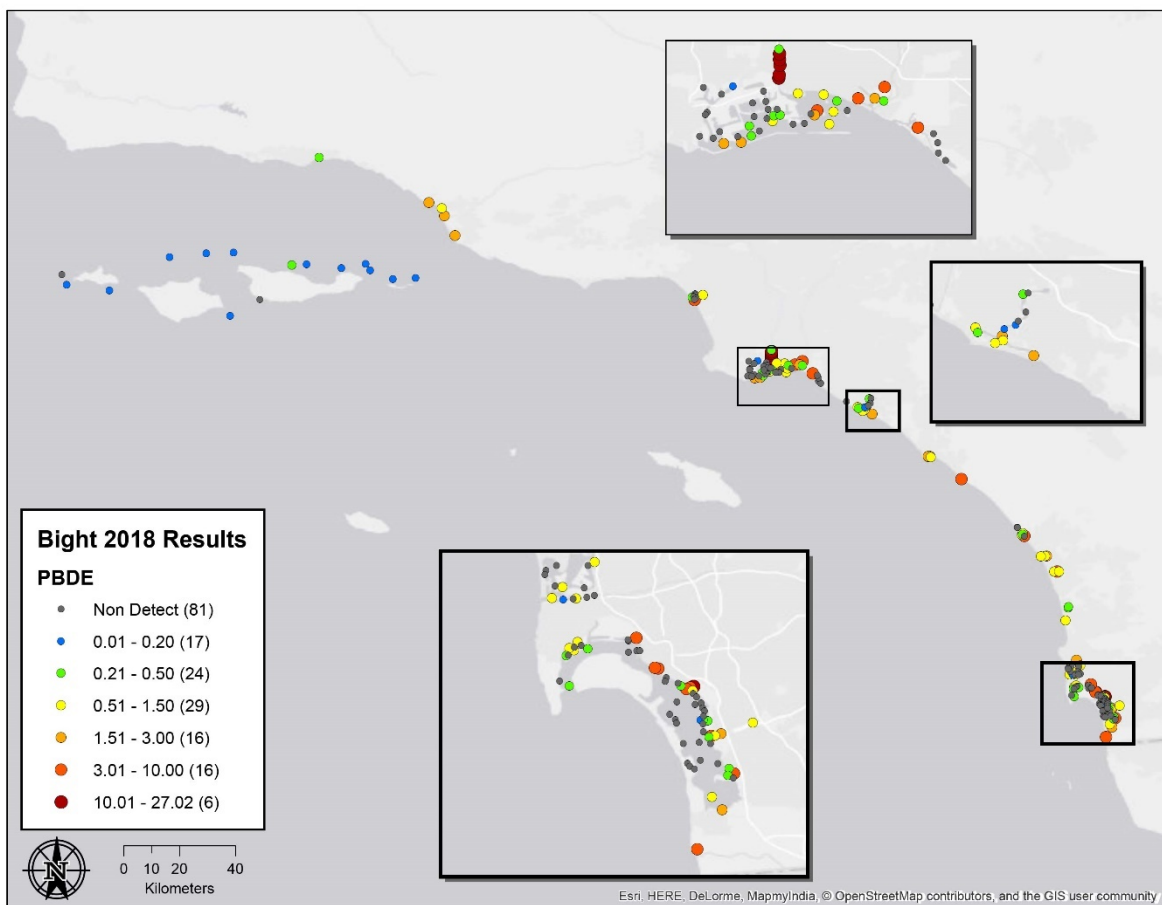 Bight 2018 Results
PBDE
Non Detect (81)
0.01 - 0.20 (17)
0.21 - 0.50 (24)
0.51 - 1.50 (29)
1.51 - 3.00 (16)
3.01 - 10.00 (16)
10.01 - 27.02 (6)
N
0 10 20 40
Kilometers
Esri, HERE, DeLorme, MapmyIndia, © OpenStreetMap contributors, and the GIS user community